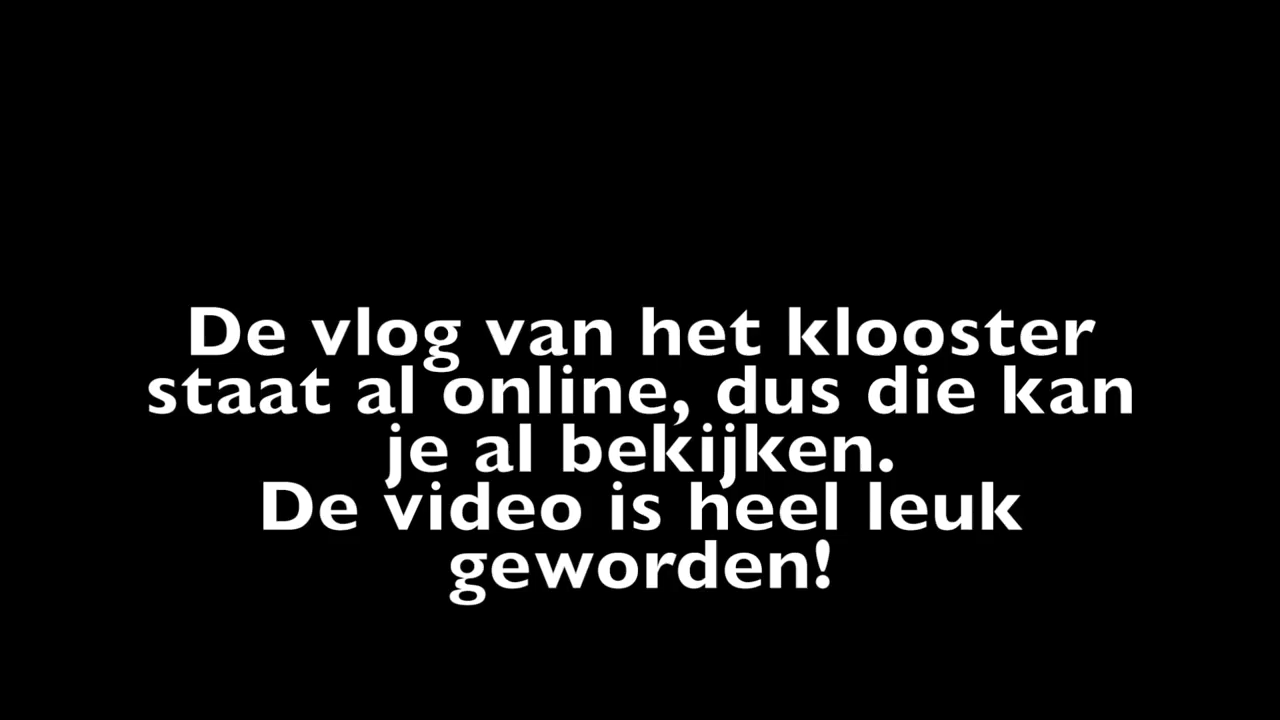 De vlog van het klooster
staat al online, dus die kan
je al bekijken.
De video is heel leuk
geworden!